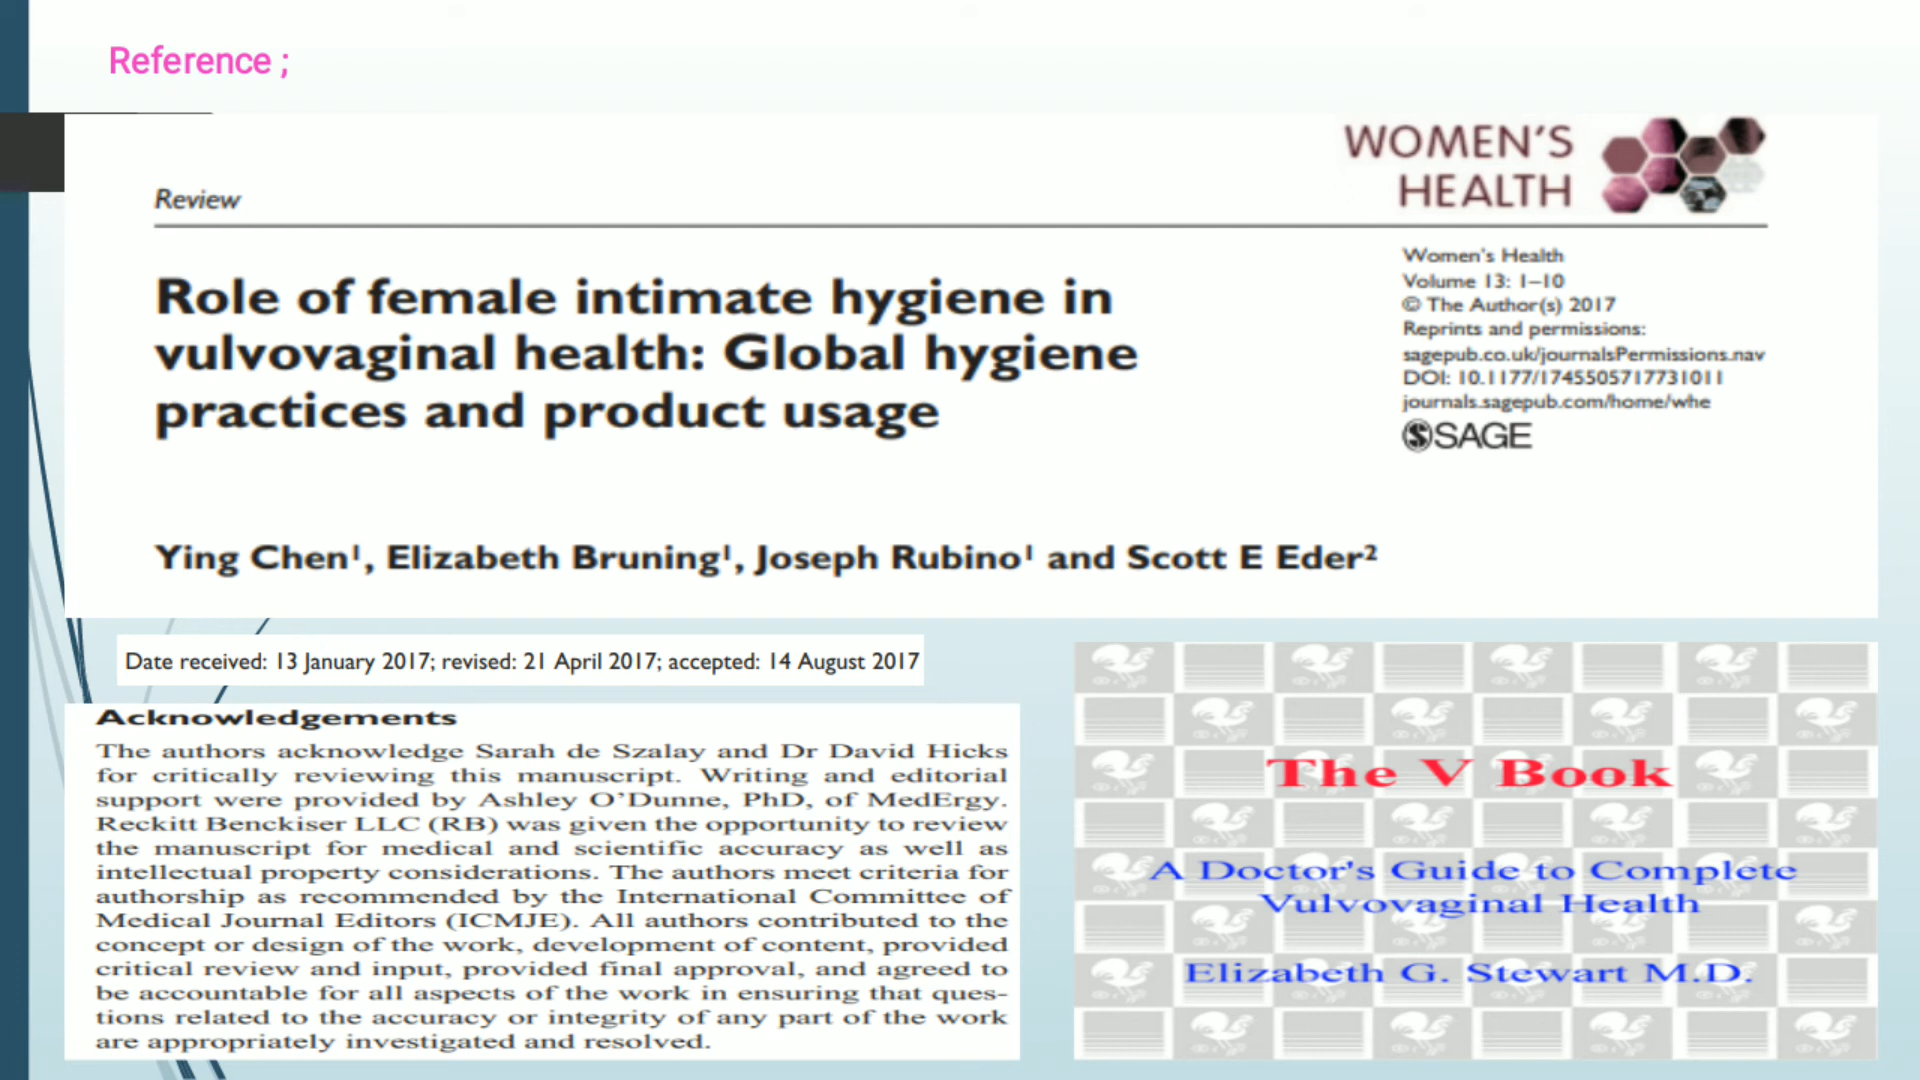 Reference ;
WOMEN'S
HEALTH
Review
Women's Health
Volume 13: 1–10
© The Author(s) 2017
Reprints and permissions:
sagepub.co.uk/journalsPermissions.nav
DOI: 10.1177/1745505717731011
journals.sagepub.com/home/whe
SAGE
Role of female intimate hygiene in
vulvovaginal health: Global hygiene
practices and product usage
Ying Chen¹, Elizabeth Bruning¹, Joseph Rubino¹ and Scott E Eder²
Date received: 13 January 2017; revised: 21 April 2017; accepted: 14 August 2017
Acknowledgements
The authors acknowledge Sarah de Szalay and Dr David Hicks
for critically reviewing this manuscript. Writing and editorial
support were provided by Ashley O'Dunne, PhD, of MedErgy.
Reckitt Benckiser LLC (RB) was given the opportunity to review
the manuscript for medical and scientific accuracy as well as
intellectual property considerations. The authors meet criteria for
authorship as recommended by the International Committee of
Medical Journal Editors (ICMJE). All authors contributed to the
concept or design of the work, development of content, provided
critical review and input, provided final approval, and agreed to
be accountable for all aspects of the work in ensuring that ques-
tions related to the accuracy or integrity of any part of the work
are appropriately investigated and resolved.
The V Book
A Doctor's Guide to Complete
Vulvovaginal Health
Elizabeth G. Stewart M.D.